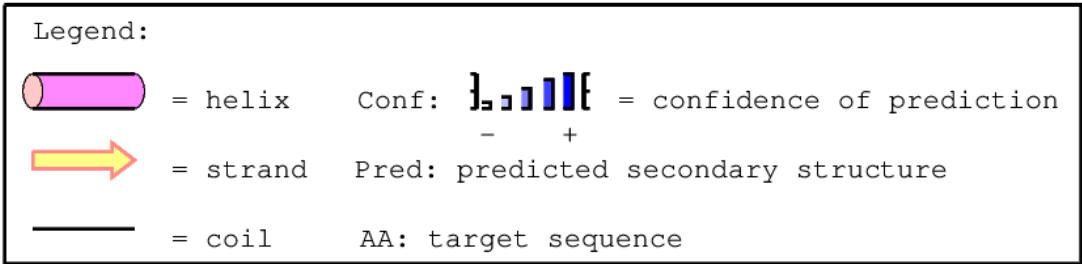 Legend:
= helix Conf: = confidence of prediction
- +
= strand Pred: predicted secondary structure
= coil AA: target sequence